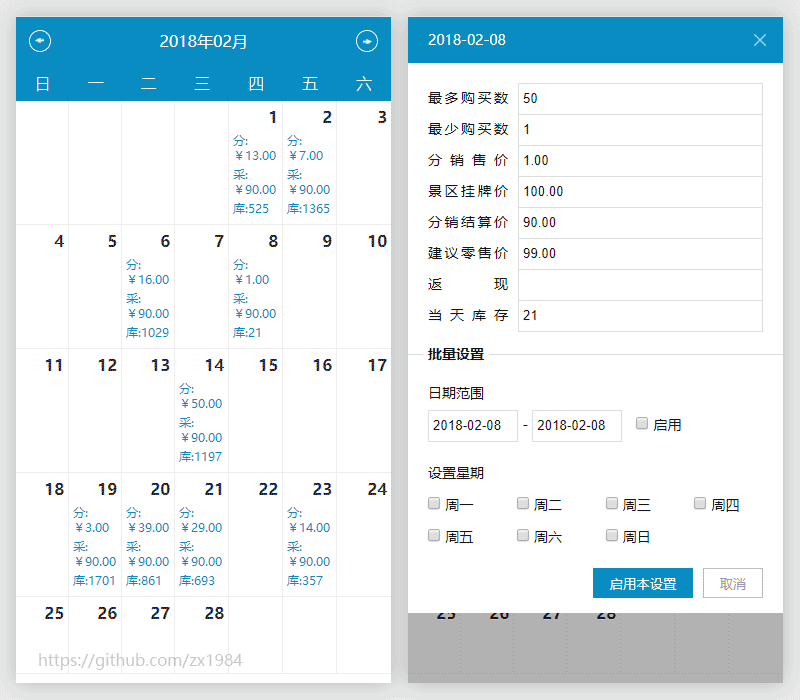 2018年02月
日 一 二 三 四 五 六
1 2 3
分: 分:
￥13.00 ￥7.00
采: 采:
￥90.00 ￥90.00
库:525 库:1365
4 5 6 7 8 9 10
分: 分:
￥16.00 ￥1.00
采: 采:
￥90.00 ￥90.00
库:1029 库:21
11 12 13 14 15 16 17
分:
￥50.00
采:
￥90.00
库:1197
18 19 20 21 22 23 24
分: 分: 分: 分:
￥3.00 ￥39.00 ￥29.00 ￥14.00
采: 采: 采: 采:
￥90.00 ￥90.00 ￥90.00 ￥90.00
库:1701 库:861 库:693 库:357
25 26 27 28
https://github.com/zx1984
2018-02-08
最多购买数 50
最少购买数 1
分销售价 1.00
景区挂牌价 100.00
分销结算价 90.00
建议零售价 99.00
返现
当天库存 21
批量设置
日期范围
2018-02-08 - 2018-02-08 启用
设置星期
周一 周二 周三 周四
周五 周六 周日
启用本设置 取消
25 26 27 28